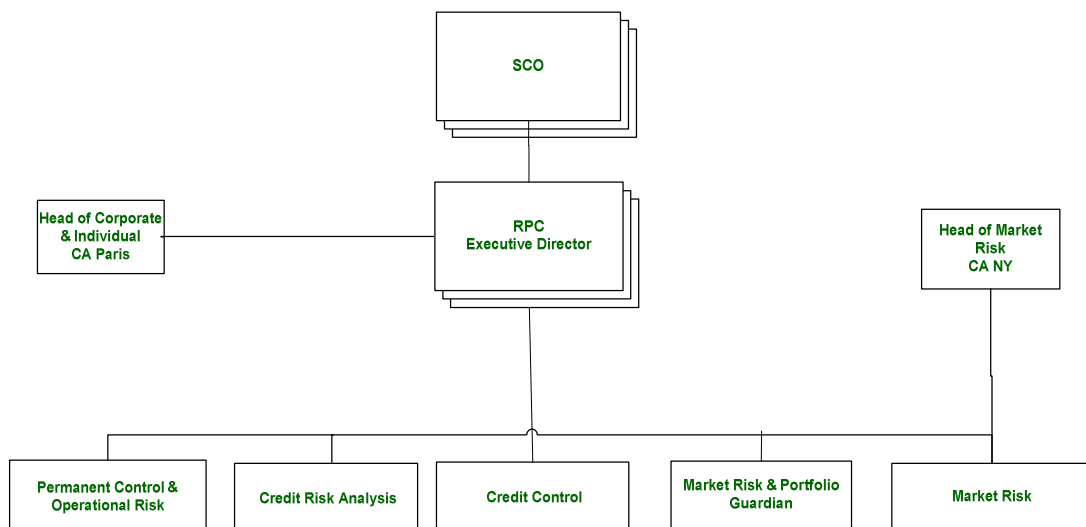 SCO
RPC
Executive Director
Head of Corporate
& Individual
CA Paris
Head of Market
Risk
CA NY
Permanent Control &
Operational Risk
Credit Risk Analysis
Credit Control
Market Risk & Portfolio
Guardian
Market Risk